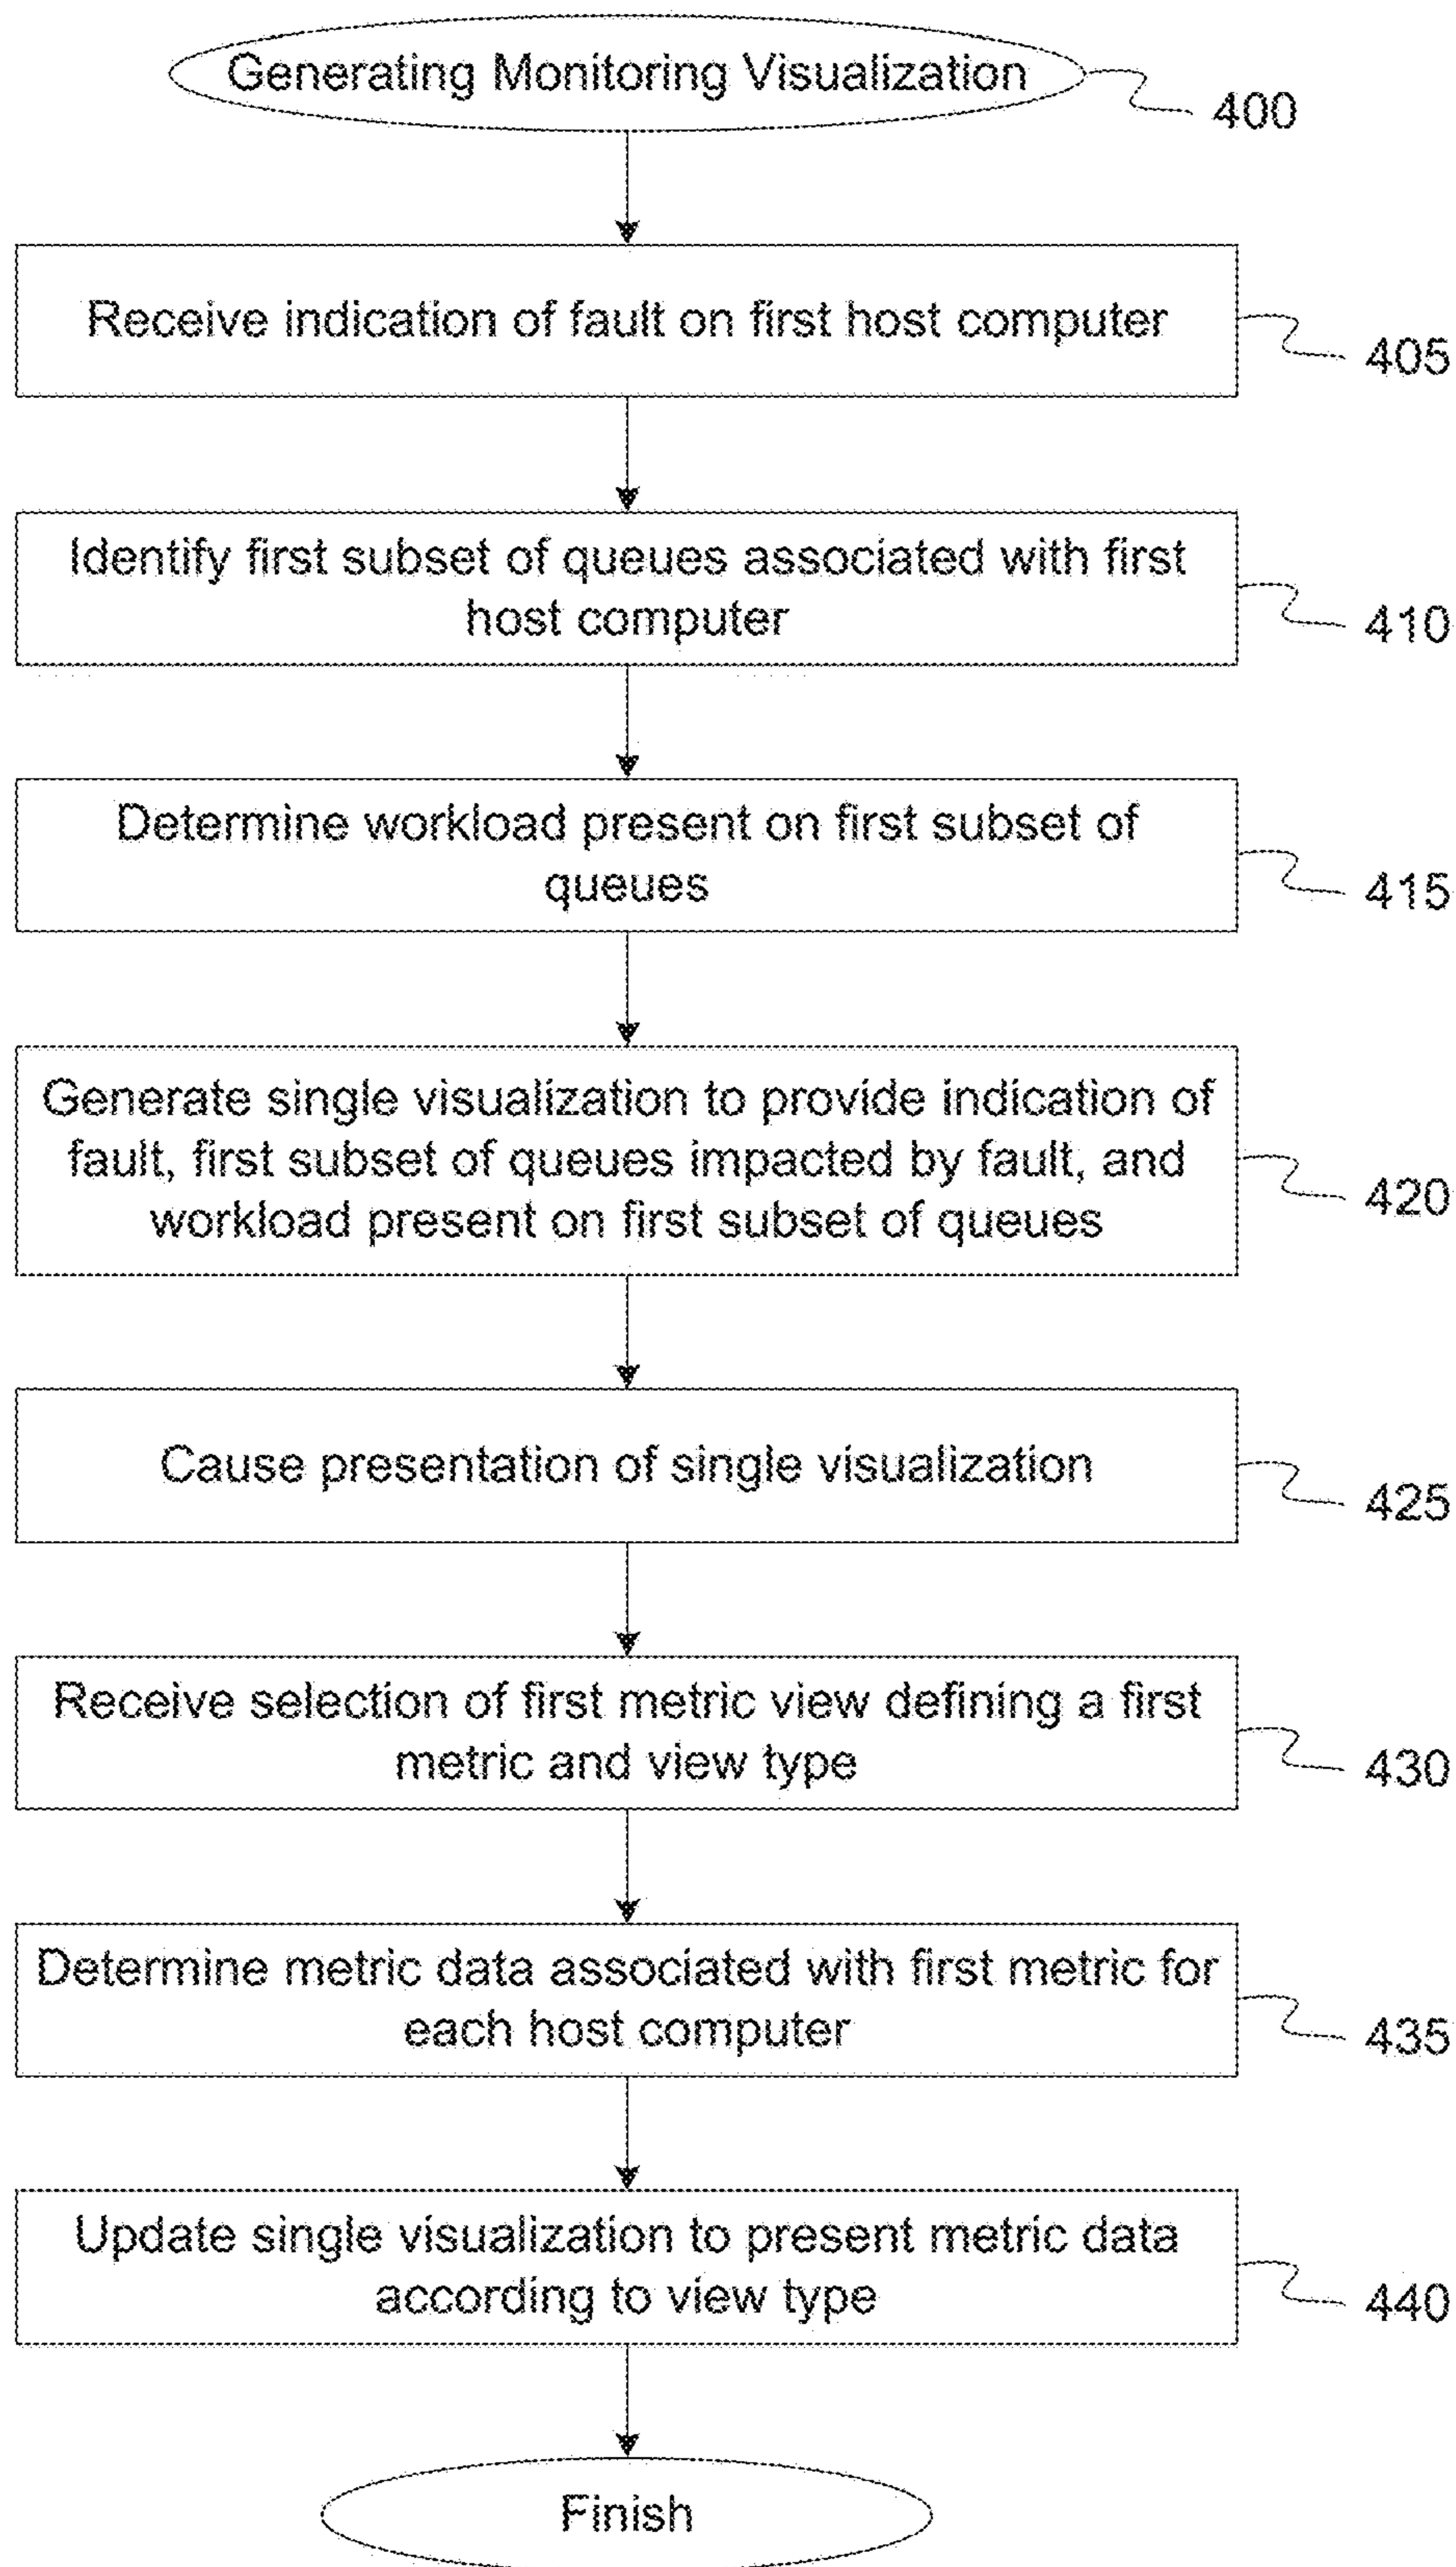 Generating Monitoring Visualization
400
Receive indication of fault on first host computer
405
Identify first subset of queues associated with first
host computer
410
Determine workload present on first subset of
queues
415
Generate single visualization to provide indication of
fault, first subset of queues impacted by fault, and
workload present on first subset of queues
420
Cause presentation of single visualization
425
Receive selection of first metric view defining a first
metric and view type
430
Determine metric data associated with first metric for
each host computer
435
Update single visualization to present metric data
according to view type
440
Finish